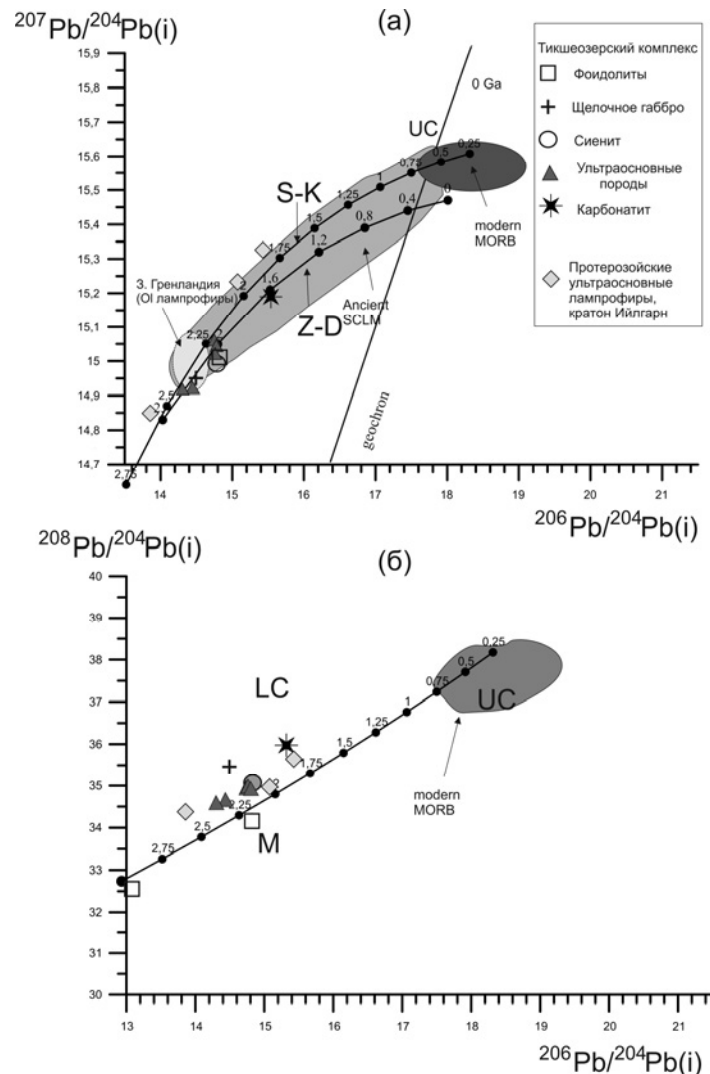 ²⁰⁷Pb/²⁰⁴Pb(i)
(а)
15,9
15,8
15,7
15,6
15,5
15,4
15,3
15,2
15,1
15
14,9
14,8
14,7
14
15
16
17
18
19
20
21
²⁰⁶Pb/²⁰⁴Pb(i)
0 Ga
UC
0,5
0,25
0,75
1
0
1,25
0,4
S-K
1,5
0,8
1,75
1,2
modern
MORB
2
1,6
З. Гренландия
(Ol лампрофиры)
Z-D
Ancient
SCLM
2,25
2
2,5
2,75
geochron
Тикшеозерский комплекс
Фоидолиты
Щелочное габбро
Сиенит
Ультраосновные
породы
Карбонатит
Протерозойские
ультраосновные
лампрофиры,
кратон Ийлгарн
²⁰⁸Pb/²⁰⁴Pb(i)
(б)
40
39
38
37
36
35
34
33
32
31
30
13
14
15
16
17
18
19
20
21
²⁰⁶Pb/²⁰⁴Pb(i)
0,25
0,5
0,75
UC
LC
1
1,25
1,5
1,75
modern
MORB
2
2,25
M
2,5
2,75